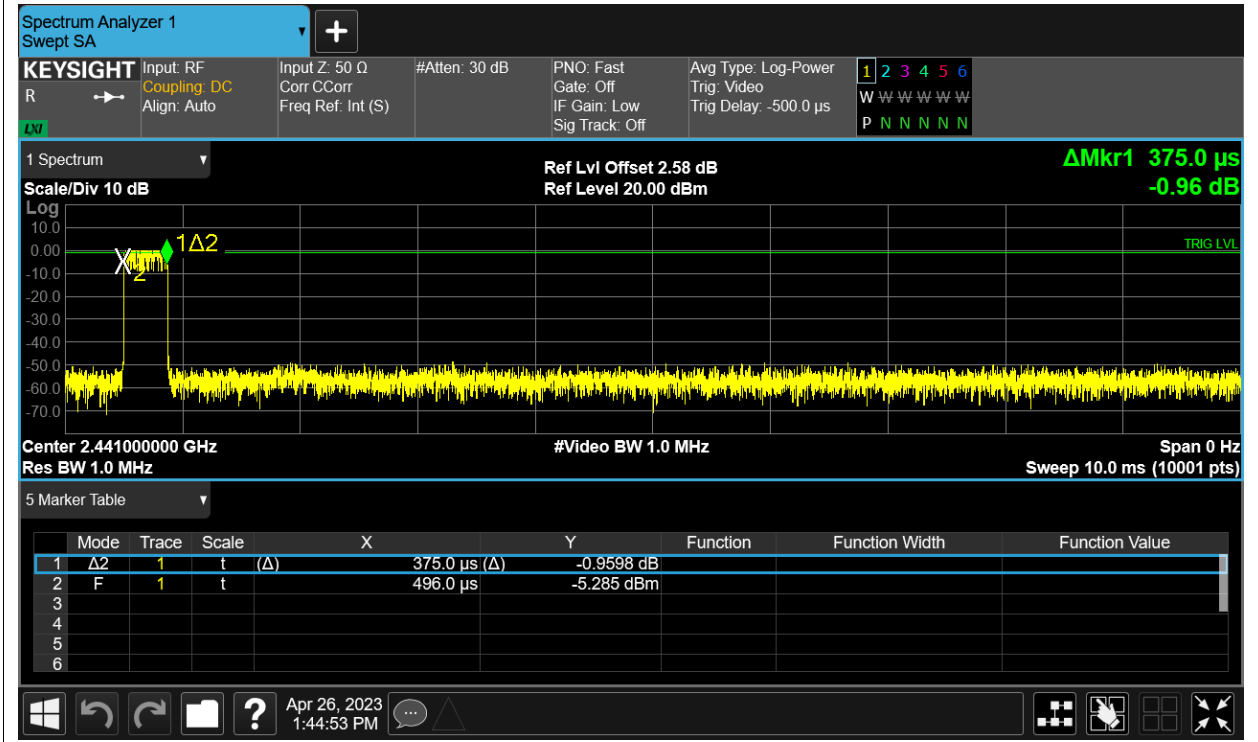 Spectrum Analyzer 1
Swept SA
KEYSIGHT
R
LXI
Input: RF
Coupling: DC
Align: Auto
Input Z: 50 Ω
Corr CCorr
Freq Ref: Int (S)
#Atten: 30 dB
PNO: Fast
Gate: Off
IF Gain: Low
Sig Track: Off
Avg Type: Log-Power
Trig: Video
Trig Delay: -500.0 µs
1 2 3 4 5 6
W W W W W W
P N N N N N
1 Spectrum
Scale/Div 10 dB
Ref Lvl Offset 2.58 dB
Ref Level 20.00 dBm
ΔMkr1 375.0 µs
-0.96 dB
Log
10.0
0.00
-10.0
-20.0
-30.0
-40.0
-50.0
-60.0
-70.0
X
2
1Δ2
TRIG LVL
Center 2.441000000 GHz
#Video BW 1.0 MHz
Span 0 Hz
Res BW 1.0 MHz
Sweep 10.0 ms (10001 pts)
5 Marker Table
Mode Trace Scale X Y Function Function Width Function Value
1 Δ2 1 t (Δ) 375.0 µs (Δ) -0.9598 dB
2 F 1 t 496.0 µs -5.285 dBm
3
4
5
6
?
Apr 26, 2023
1:44:53 PM